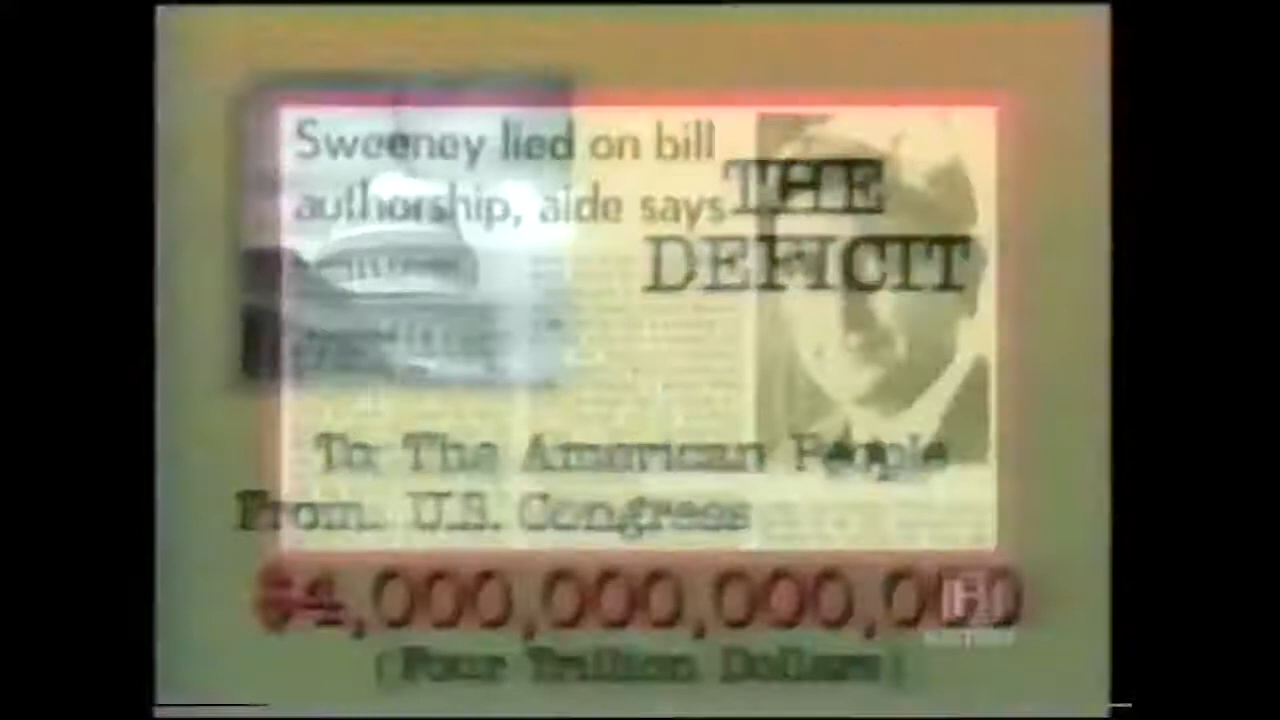 Sweeney lied on bill
authorship, aide says
THE
DEFICIT
To: The American People
From: U.S. Congress
$4,000,000,000,000
(Four Trillion Dollars)
H